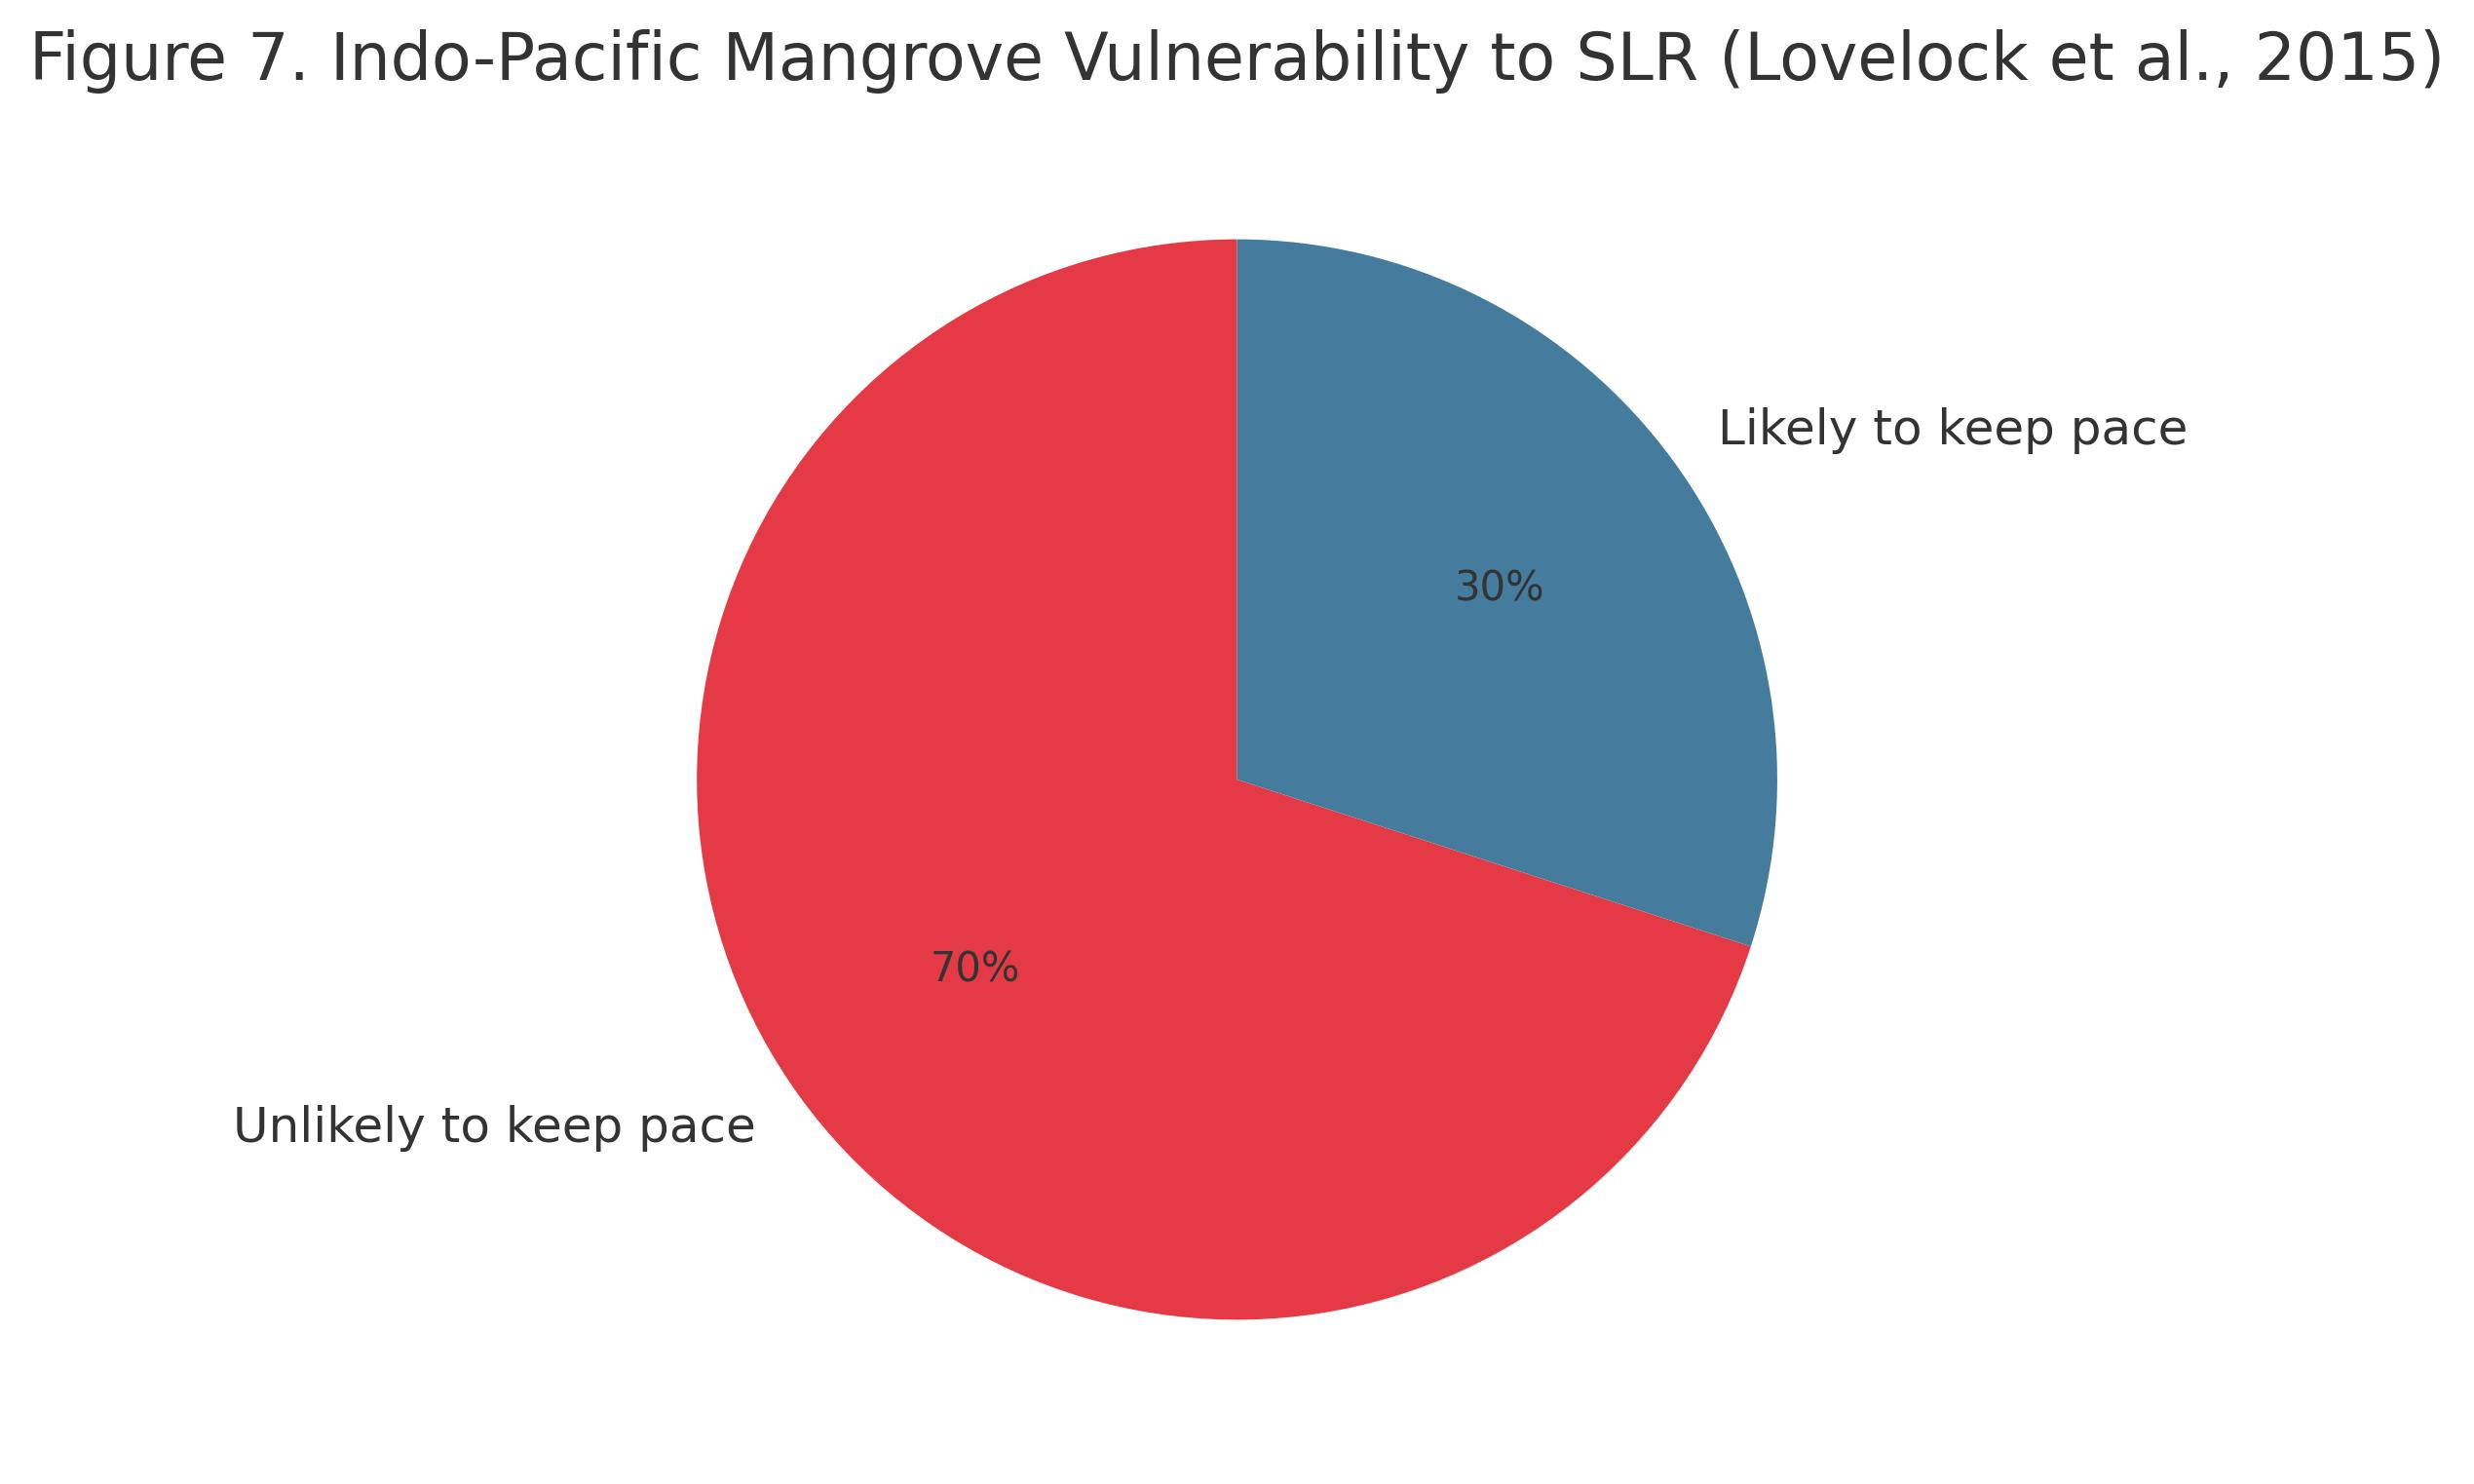 Figure 7. Indo-Pacific Mangrove Vulnerability to SLR (Lovelock et al., 2015)
Likely to keep pace
30%
70%
Unlikely to keep pace